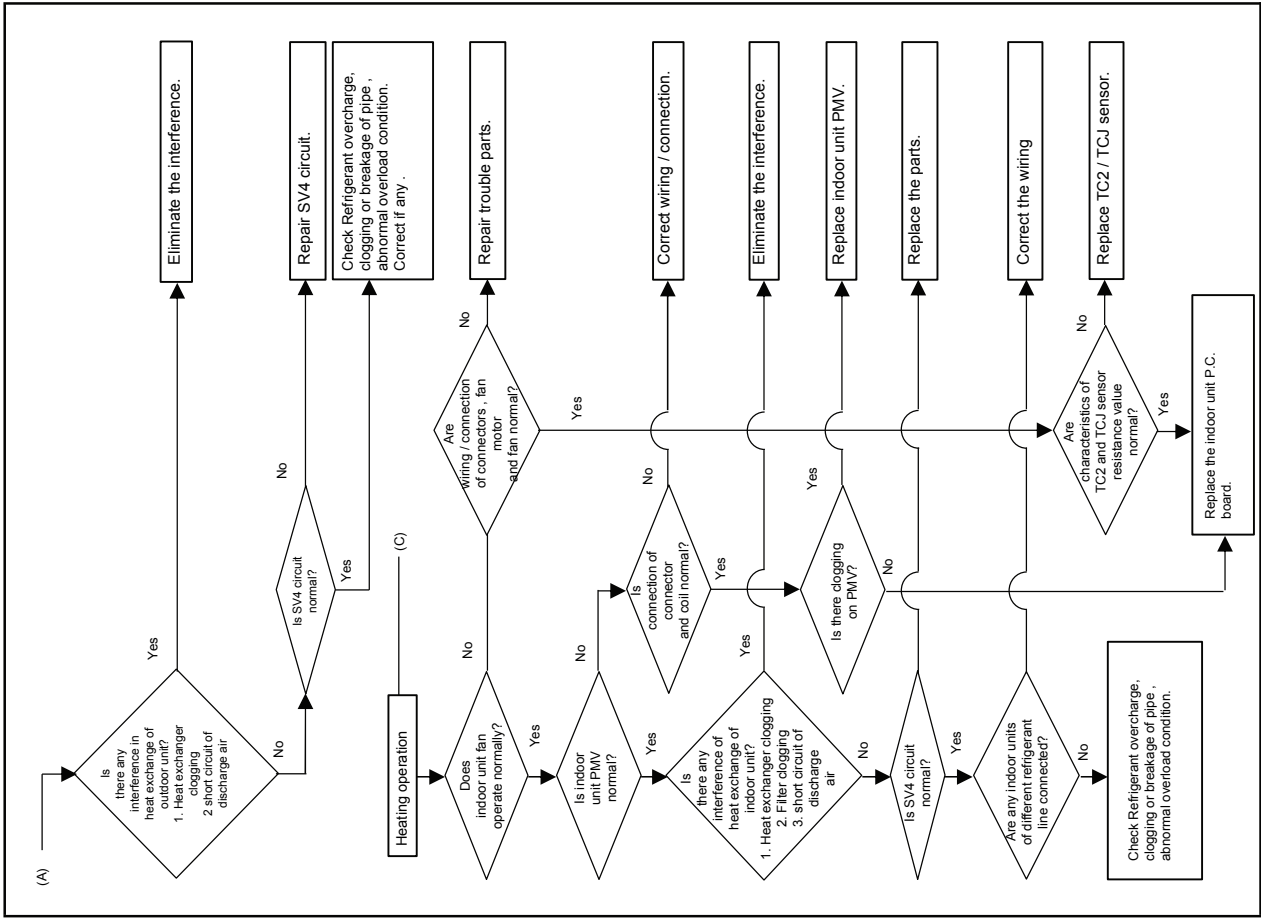 (A)
Is
there any
interference in
heat exchange of
outdoor unit?
1. Heat exchanger
clogging
2 short circuit of
discharge air
Yes
Eliminate the interference.
No
Is SV4 circuit
normal?
No
Repair SV4 circuit.
Yes
Check Refrigerant overcharge,
clogging or breakage of pipe ,
abnormal overload condition.
Correct if any .
Heating operation
(C)
Does
indoor unit fan
operate normally?
No
Are
wiring / connection
of connectors , fan
motor
and fan normal?
No
Repair trouble parts.
Yes
Yes
Is indoor
unit PMV
normal?
No
Is
connection of
connector
and coil normal?
No
Correct wiring / connection.
Yes
Yes
Is
there any
interference of
heat exchange of
indoor unit?
1. Heat exchanger clogging
2. Filter clogging
3. short circuit of
discharge
air
Yes
Eliminate the interference.
Is there clogging
on PMV?
Yes
Replace indoor unit PMV.
No
No
Is SV4 circuit
normal?
No
Replace the parts.
Yes
Are any indoor units
of different refrigerant
line connected?
Yes
Correct the wiring
No
Are
characteristics of
TC2 and TCJ sensor
resistance value
normal?
No
Replace TC2 / TCJ sensor.
Yes
Check Refrigerant overcharge,
clogging or breakage of pipe ,
abnormal overload condition.
Replace the indoor unit P.C.
board.